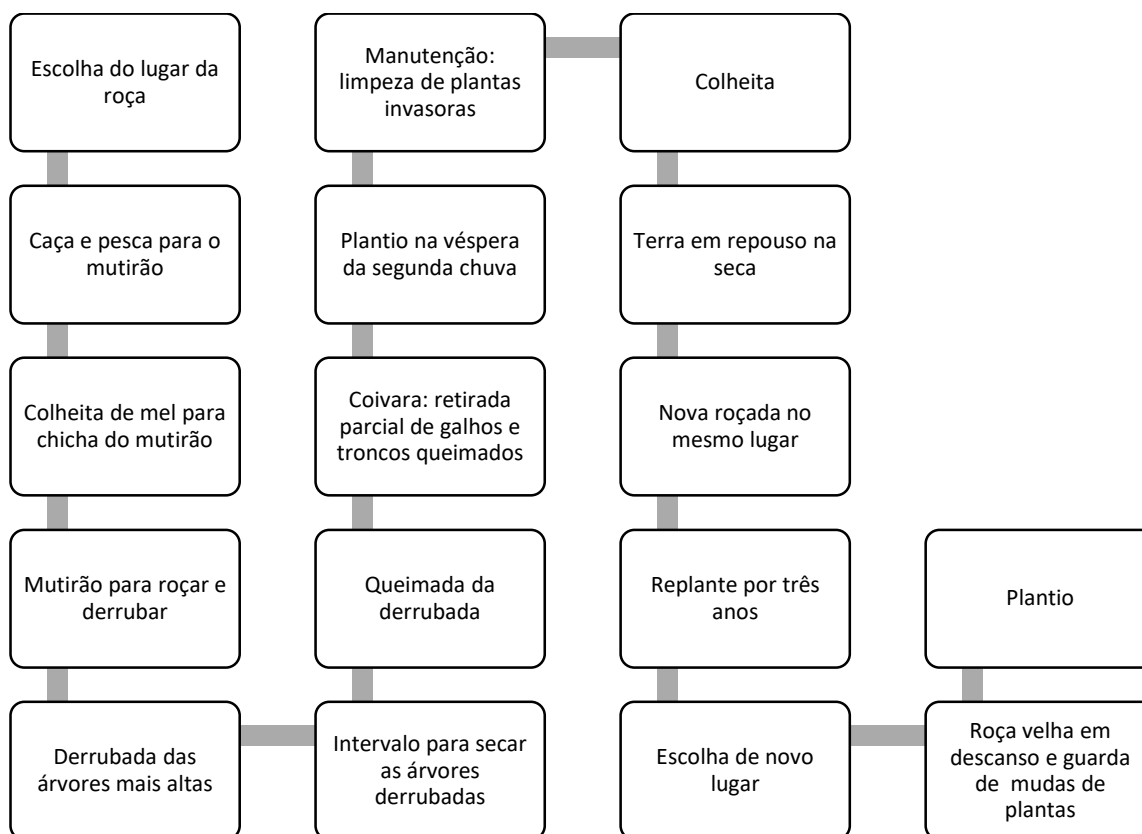 Escolha do lugar da
roça
Caça e pesca para o
mutirão
Colheita de mel para
chicha do mutirão
Mutirão para roçar e
derrubar
Derrubada das
árvores mais altas
Intervalo para secar
as árvores
derrubadas
Queimada da
derrubada
Coivara: retirada
parcial de galhos e
troncos queimados
Plantio na véspera
da segunda chuva
Manutenção:
limpeza de plantas
invasoras
Colheita
Terra em repouso na
seca
Nova roçada no
mesmo lugar
Replante por três
anos
Escolha de novo
lugar
Roça velha em
descanso e guarda
de mudas de
plantas
Plantio